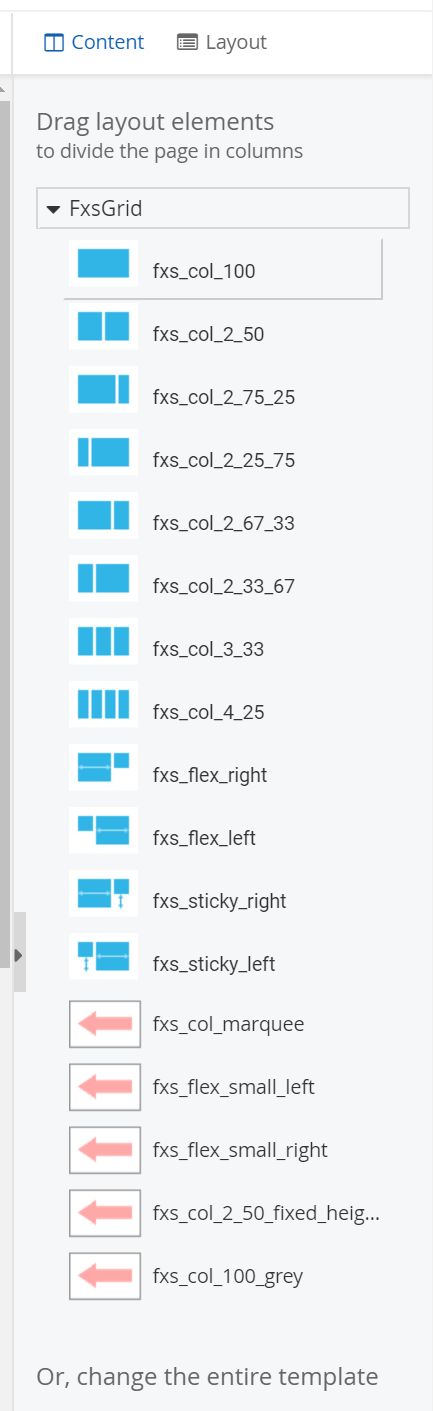 Content Layout
Drag layout elements
to divide the page in columns
FxsGrid
fxs_col_100
fxs_col_2_50
fxs_col_2_75_25
fxs_col_2_25_75
fxs_col_2_67_33
fxs_col_2_33_67
fxs_col_3_33
fxs_col_4_25
fxs_flex_right
fxs_flex_left
fxs_sticky_right
fxs_sticky_left
fxs_col_marquee
fxs_flex_small_left
fxs_flex_small_right
fxs_col_2_50_fixed_heig...
fxs_col_100_grey
Or, change the entire template